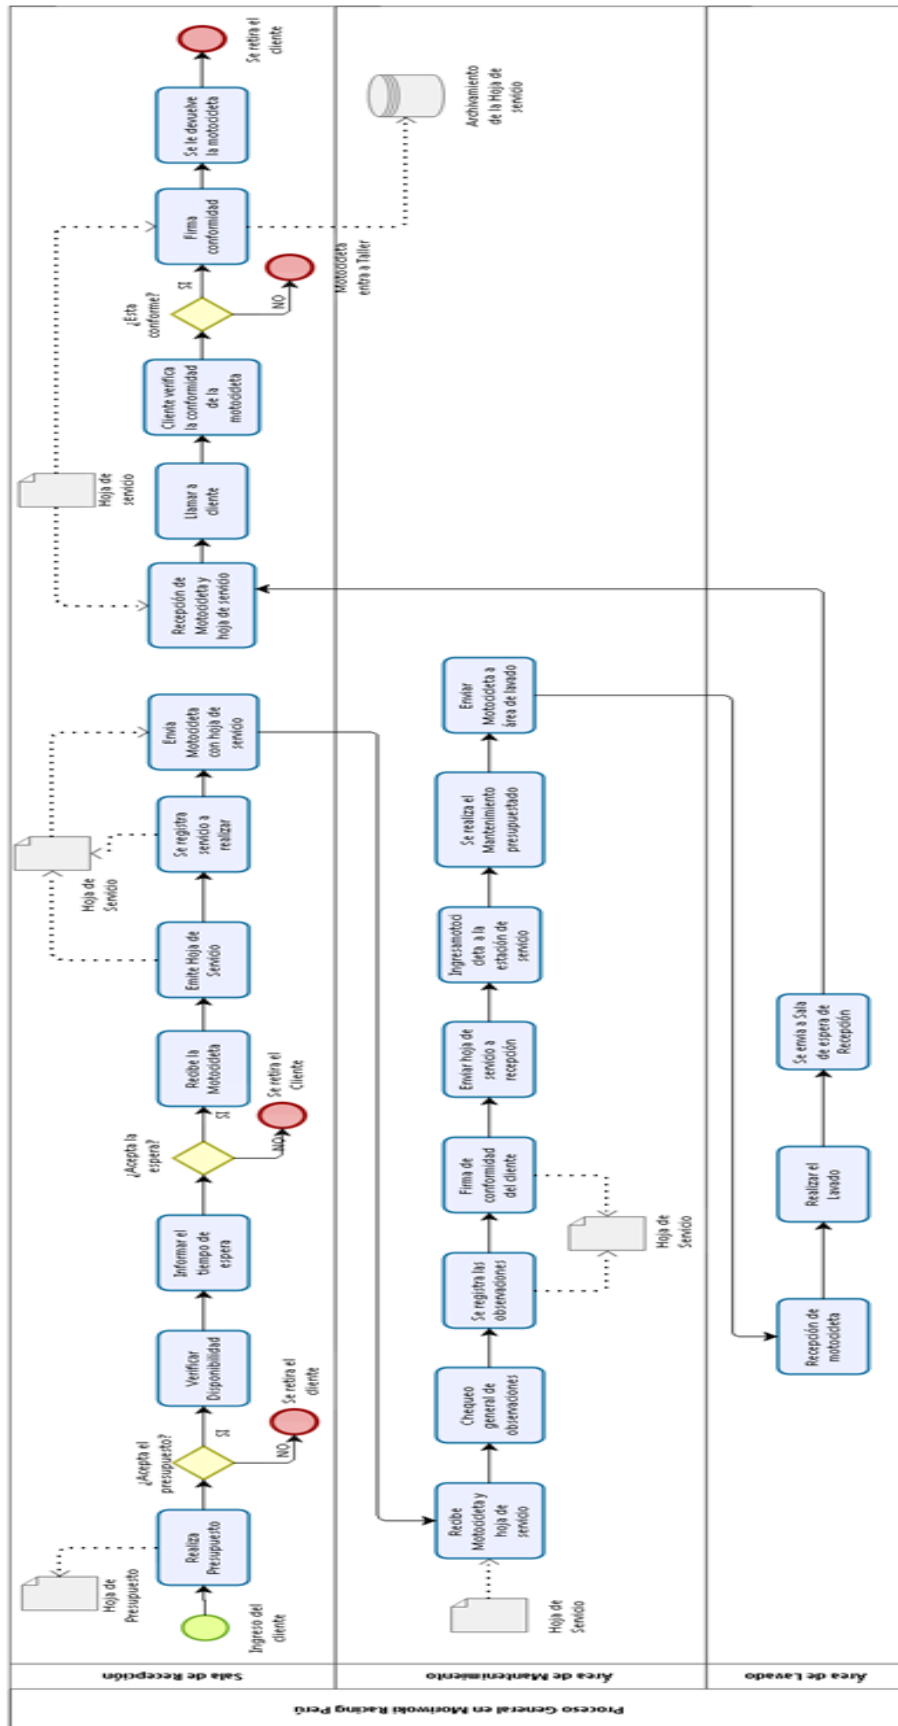 Proceso General en Moriwoki Racing Perú
Sala de Recepción
Ingreso del
cliente
Hoja de
Presupuesto
Realiza
Presupuesto
¿Acepta el
presupuesto?
SI
NO
Se retira el
cliente
Verificar
Disponibilidad
Informar el
tiempo de
espera
¿Acepta la
espera?
SI
NO
Se retira el
Cliente
Recibe la
Motocicleta
Emite Hoja de
Servicio
Hoja de
Servicio
Se registra
servicio a
realizar
Envia
Motocicleta
con hoja de
servicio
Recepción de
Motocicleta y
hoja de servicio
Hoja de
servicio
Llamar a
cliente
Cliente verifica
la conformidad
de la
motocicleta
¿Esta
conforme?
SI
NO
Motocicleta
entra a Taller
Firma
conformidad
Se le devuelve
la motocicleta
Se retira el
cliente
Área de Mantenimiento
Hoja de
Servicio
Recibe
Motocicleta y
hoja de
servicio
Chequeo
general de
observaciones
Se registra las
observaciones
Firma de
conformidad
del cliente
Hoja de
Servicio
Enviar hoja de
servicio a
recepción
Ingresamotoci
cleta a la
estación de
servicio
Se realiza el
Mantenimiento
presupuestado
Enviar
Motocicleta a
área de lavado
Archivamiento
de la Hoja de
servicio
Área de Lavado
Recepción de
motocicleta
Realizar el
Lavado
Se envia a Sala
de espera de
Recepción